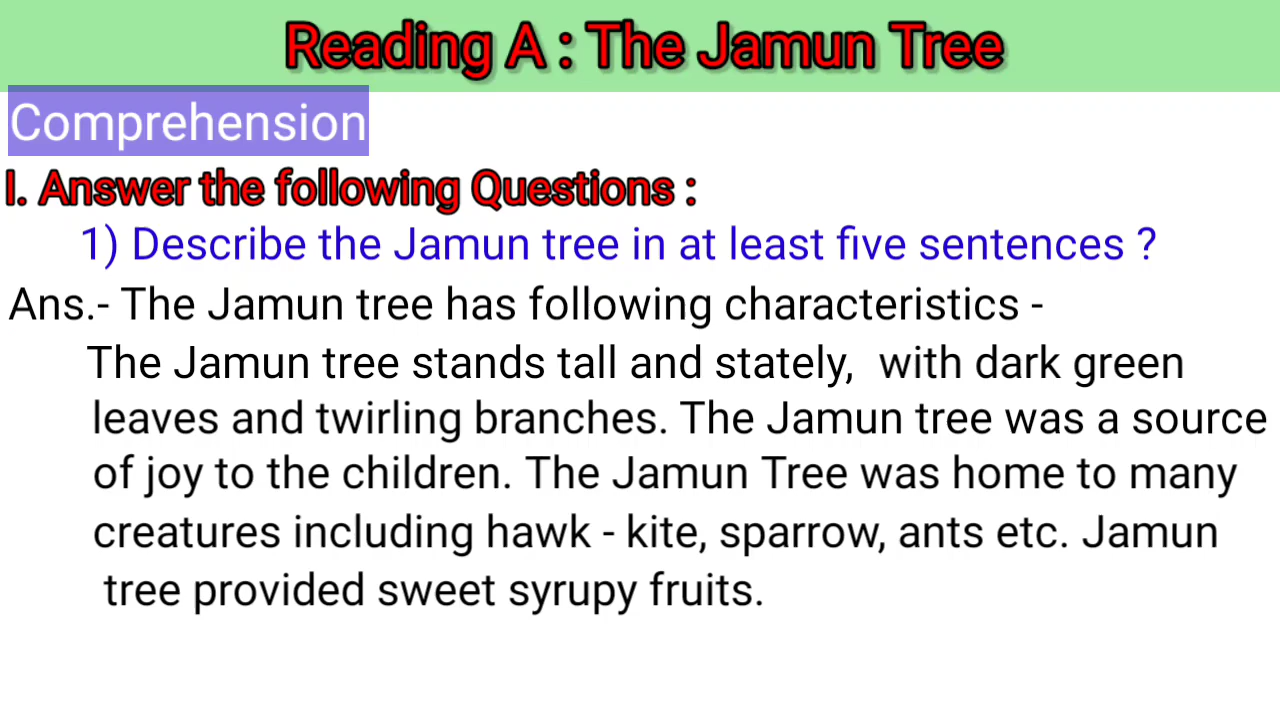 Reading A : The Jamun Tree
Comprehension
I. Answer the following Questions :
1) Describe the Jamun tree in at least five sentences ?
Ans.- The Jamun tree has following characteristics -
The Jamun tree stands tall and stately, with dark green
leaves and twirling branches. The Jamun tree was a source
of joy to the children. The Jamun Tree was home to many
creatures including hawk - kite, sparrow, ants etc. Jamun
tree provided sweet syrupy fruits.